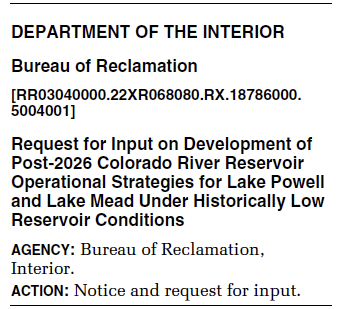 DEPARTMENT OF THE INTERIOR
Bureau of Reclamation
[RR03040000.22XR068080.RX.18786000.
5004001]
Request for Input on Development of
Post-2026 Colorado River Reservoir
Operational Strategies for Lake Powell
and Lake Mead Under Historically Low
Reservoir Conditions
AGENCY: Bureau of Reclamation,
Interior.
ACTION: Notice and request for input.